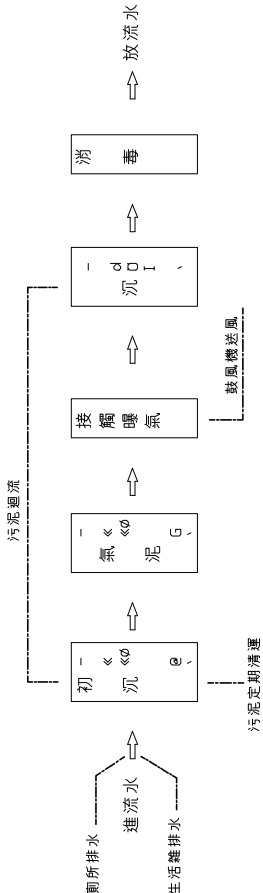 污泥迴流
廁所排水
進流水
生活雜排水
初沉
污泥定期清運
氣泥
接觸曝氣
鼓風機送風
沉
消毒
放流水